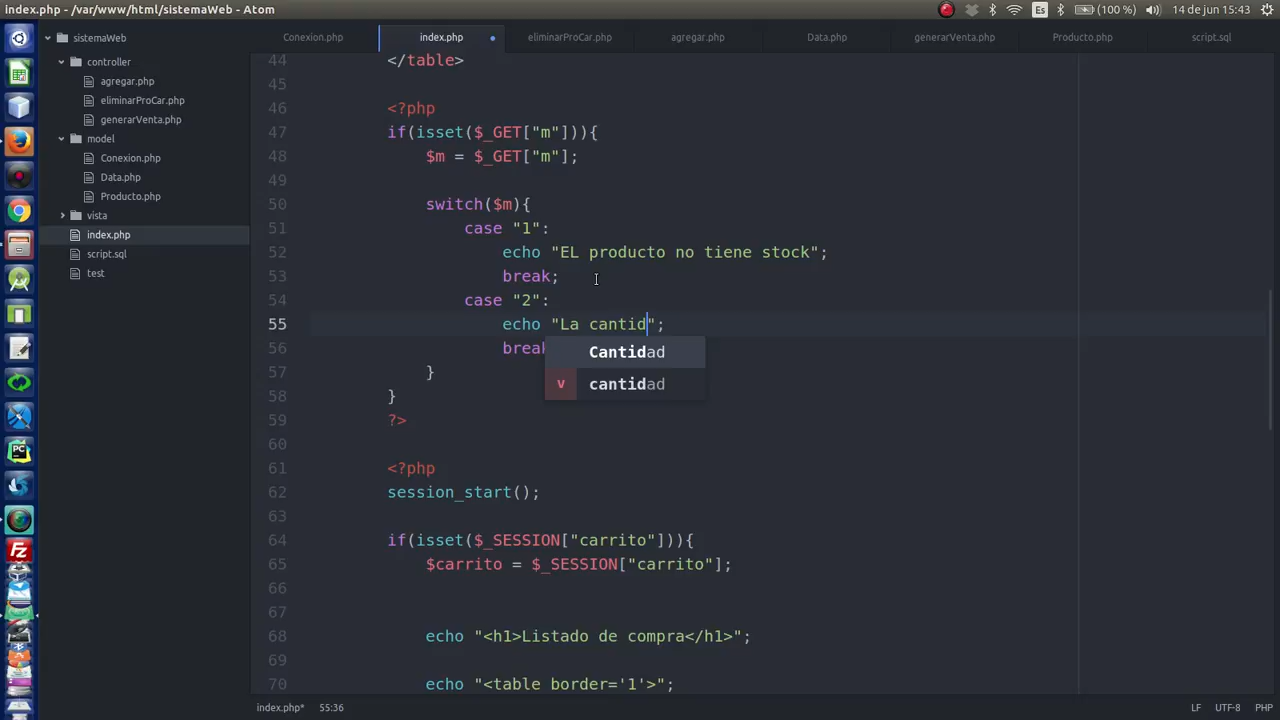 index.php - /var/www/html/sistemaWeb - Atom
Es
(100 %)
14 de jun 15:43
sistemaWeb
controller
agregar.php
eliminarProCar.php
generarVenta.php
model
Conexion.php
Data.php
Producto.php
vista
index.php
script.sql
test
Conexion.php
index.php
eliminarProCar.php
agregar.php
Data.php
generarVenta.php
Producto.php
script.sql
44 </table>
45
46 <?php
47 if(isset($_GET["m"])){
48 $m = $_GET["m"];
49
50 switch($m){
51 case "1":
52 echo "EL producto no tiene stock";
53 break;
54 case "2":
55 echo "La cantid";
56 break
Cantidad
v cantidad
57 }
58 }
59 ?>
60
61 <?php
62 session_start();
63
64 if(isset($_SESSION["carrito"])){
65 $carrito = $_SESSION["carrito"];
66
67
68 echo "<h1>Listado de compra</h1>";
69
70 echo "<table border='1'>";
index.php* 55:36
LF UTF-8 PHP
PC
FZ